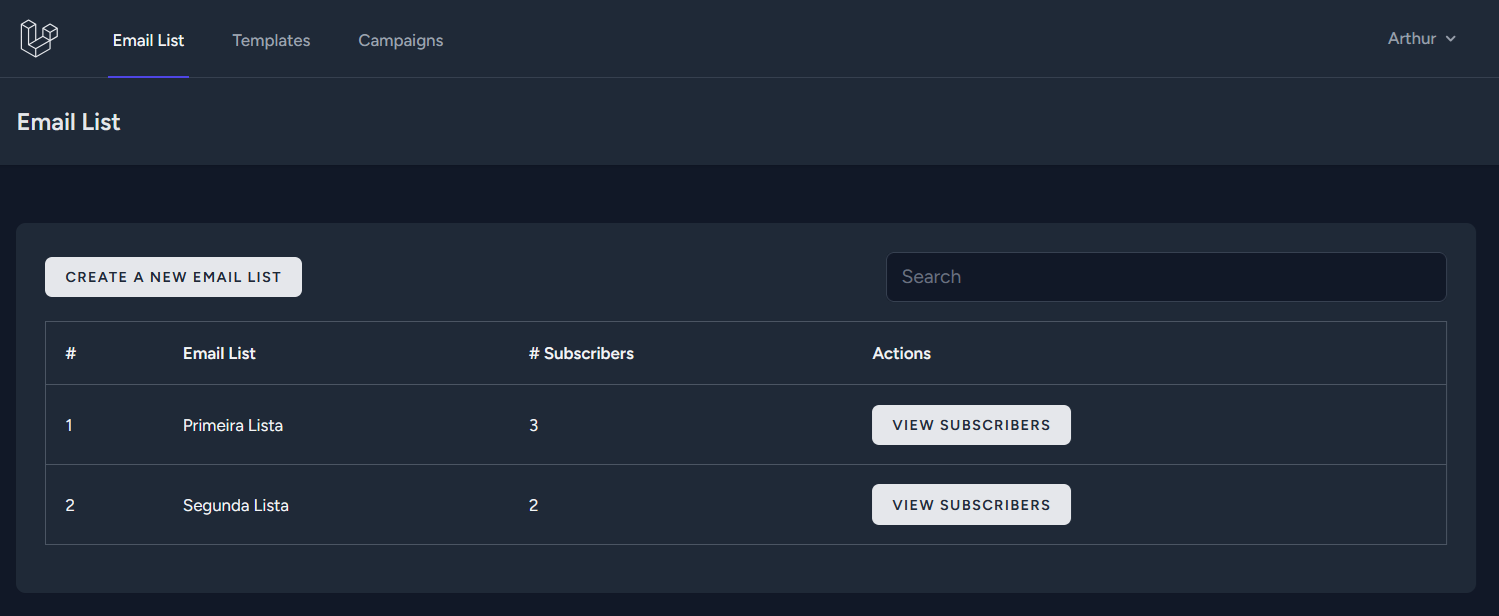 Email List Templates Campaigns Arthur
Email List
CREATE A NEW EMAIL LIST Search
# Email List # Subscribers Actions
1 Primeira Lista 3 VIEW SUBSCRIBERS
2 Segunda Lista 2 VIEW SUBSCRIBERS